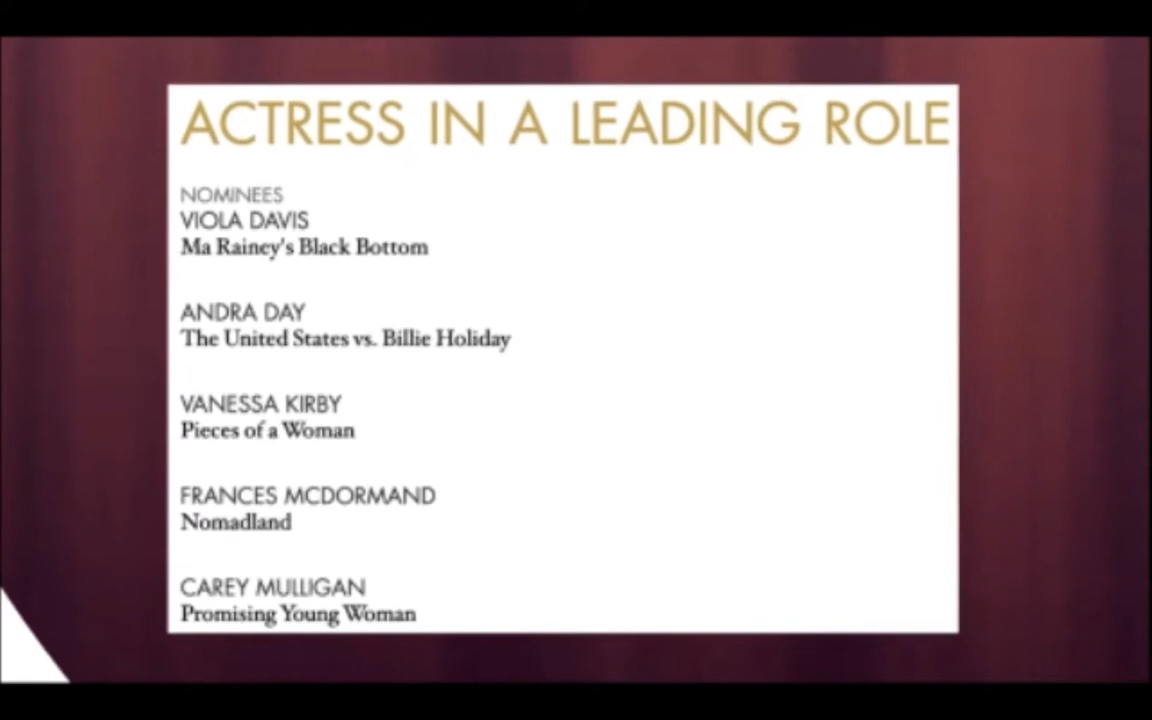 ACTRESS IN A LEADING ROLE
NOMINEES
VIOLA DAVIS
Ma Rainey's Black Bottom
ANDRA DAY
The United States vs. Billie Holiday
VANESSA KIRBY
Pieces of a Woman
FRANCES MCDORMAND
Nomadland
CAREY MULLIGAN
Promising Young Woman